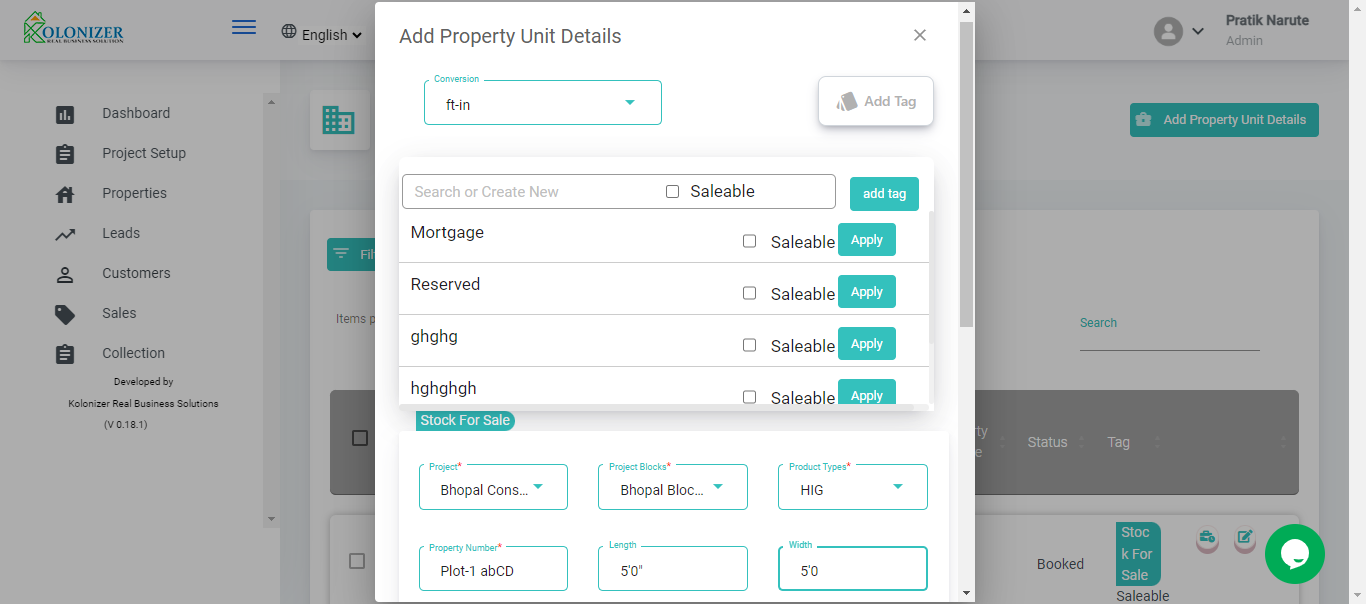 KOLONIZER
REAL BUSINESS SOLUTION
English
Pratik Narute
Admin
Dashboard
Project Setup
Properties
Leads
Customers
Sales
Collection
Developed by
Kolonizer Real Business Solutions
(V 0.18.1)
Add Property Unit Details
Items p
Search
Status
Tag
Booked
Stoc
k For
Sale
Saleable
Add Property Unit Details
Conversion
ft-in
Add Tag
Search or Create New
Saleable
add tag
Mortgage
Saleable
Apply
Reserved
Saleable
Apply
ghghg
Saleable
Apply
hghghgh
Saleable
Apply
Stock For Sale
Project*
Bhopal Cons...
Project Blocks*
Bhopal Bloc...
Product Types*
HIG
Property Number*
Plot-1 abCD
Length
5'0"
Width
5'0